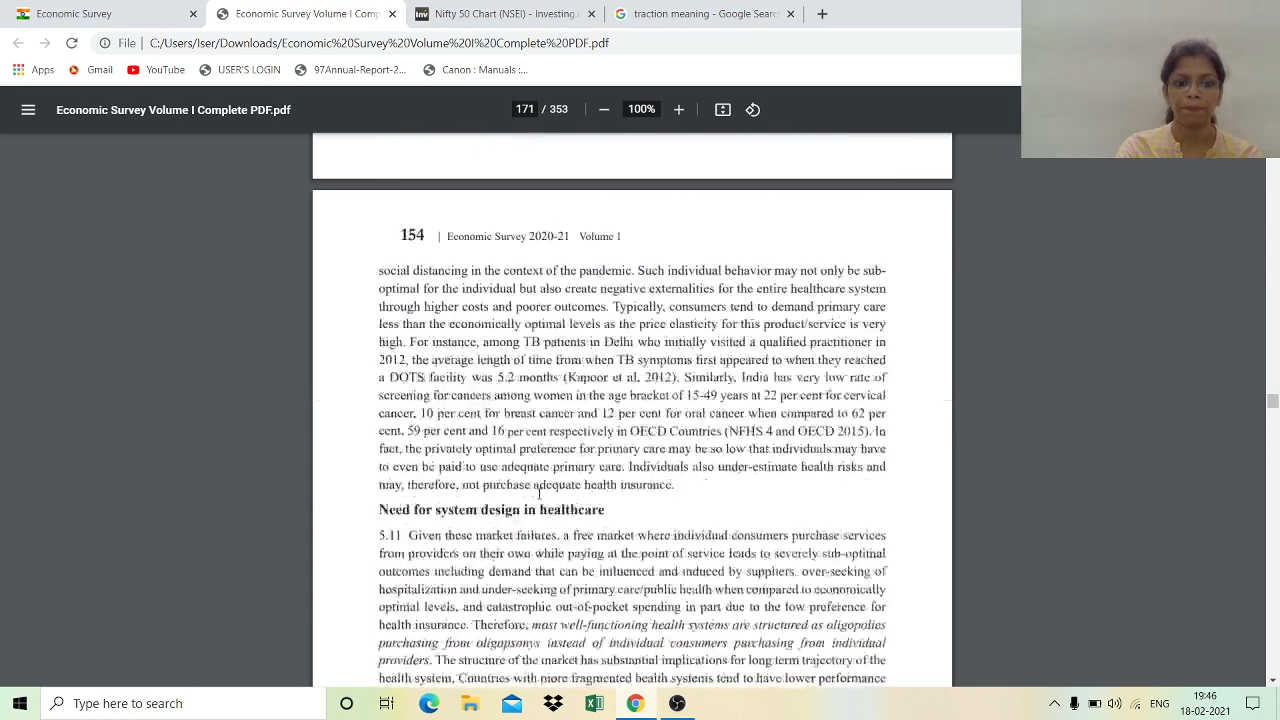 Economic Survey
Economic Survey Volume I Comp
Nifty 50 Chart (NSEI) - Investing.c
traction meaning - Google Search
File | C:/Users/Iser/Downloads/Economic%20Survey%20Volume%20I%20Complete%20PDF.pdf
Apps Gmail YouTube USER'S LOGIN 97Annual-Report-2... Canon : Manuals :...
Economic Survey Volume I Complete PDF.pdf 171 / 353 100%
154 | Economic Survey 2020-21 Volume 1
social distancing in the context of the pandemic. Such individual behavior may not only be sub-
optimal for the individual but also create negative externalities for the entire healthcare system
through higher costs and poorer outcomes. Typically, consumers tend to demand primary care
less than the economically optimal levels as the price elasticity for this product/service is very
high. For instance, among TB patients in Delhi who initially visited a qualified practitioner in
2012, the average length of time from when TB symptoms first appeared to when they reached
a DOTS facility was 5.2 months (Kapoor et al, 2012). Similarly, India has very low rate of
screening for cancers among women in the age bracket of 15-49 years at 22 per cent for cervical
cancer, 10 per cent for breast cancer and 12 per cent for oral cancer when compared to 62 per
cent, 59 per cent and 16 per cent respectively in OECD Countries (NFHS 4 and OECD 2015). In
fact, the privately optimal preference for primary care may be so low that individuals may have
to even be paid to use adequate primary care. Individuals also under-estimate health risks and
may, therefore, not purchase adequate health insurance.
Need for system design in healthcare
5.11 Given these market failures, a free market where individual consumers purchase services
from providers on their own while paying at the point of service leads to severely sub-optimal
outcomes including demand that can be influenced and induced by suppliers, over-seeking of
hospitalization and under-seeking of primary care/public health when compared to economically
optimal levels, and catastrophic out-of-pocket spending in part due to the low preference for
health insurance. Therefore, most well-functioning health systems are structured as oligopolies
purchasing from oligopsonys instead of individual consumers purchasing from individual
providers. The structure of the market has substantial implications for long term trajectory of the
health system, Countries with more fragmented health systems tend to have lower performance
Type here to search
ENG
19:46
18-02-2021